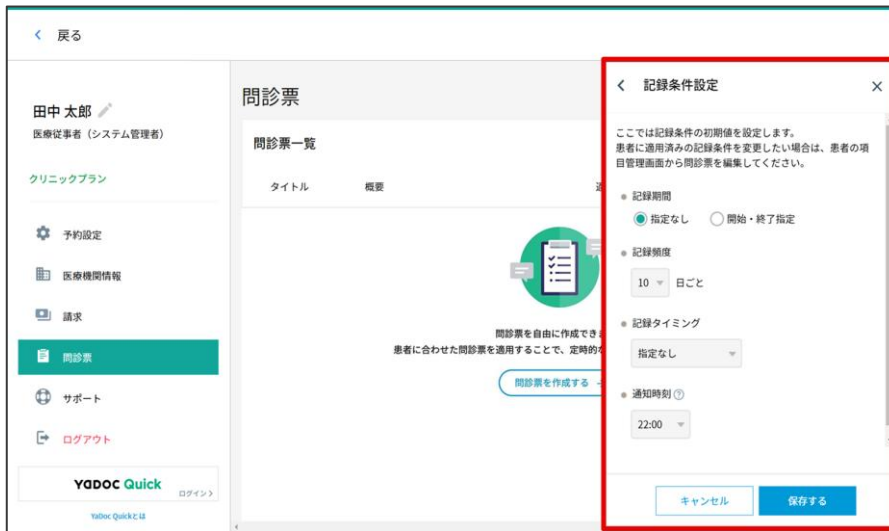 戻る
田中 太郎
医療従事者（システム管理者）
クリニックプラン
予約設定
医療機関情報
請求
問診票
サポート
ログアウト
YaDOC Quick
ログイン
YaDoc Quickとは
問診票
問診票一覧
タイトル 概要
問診票を自由に作成でき
患者に合わせた問診票を適用することで、定時的な
問診票を作成する
記録条件設定
ここでは記録条件の初期値を設定します。
患者に適用済みの記録条件を変更したい場合は、患者の項
目管理画面から問診票を編集してください。
記録期間
指定なし 開始・終了指定
記録頻度
10 日ごと
記録タイミング
指定なし
通知時刻
22:00
キャンセル 保存する